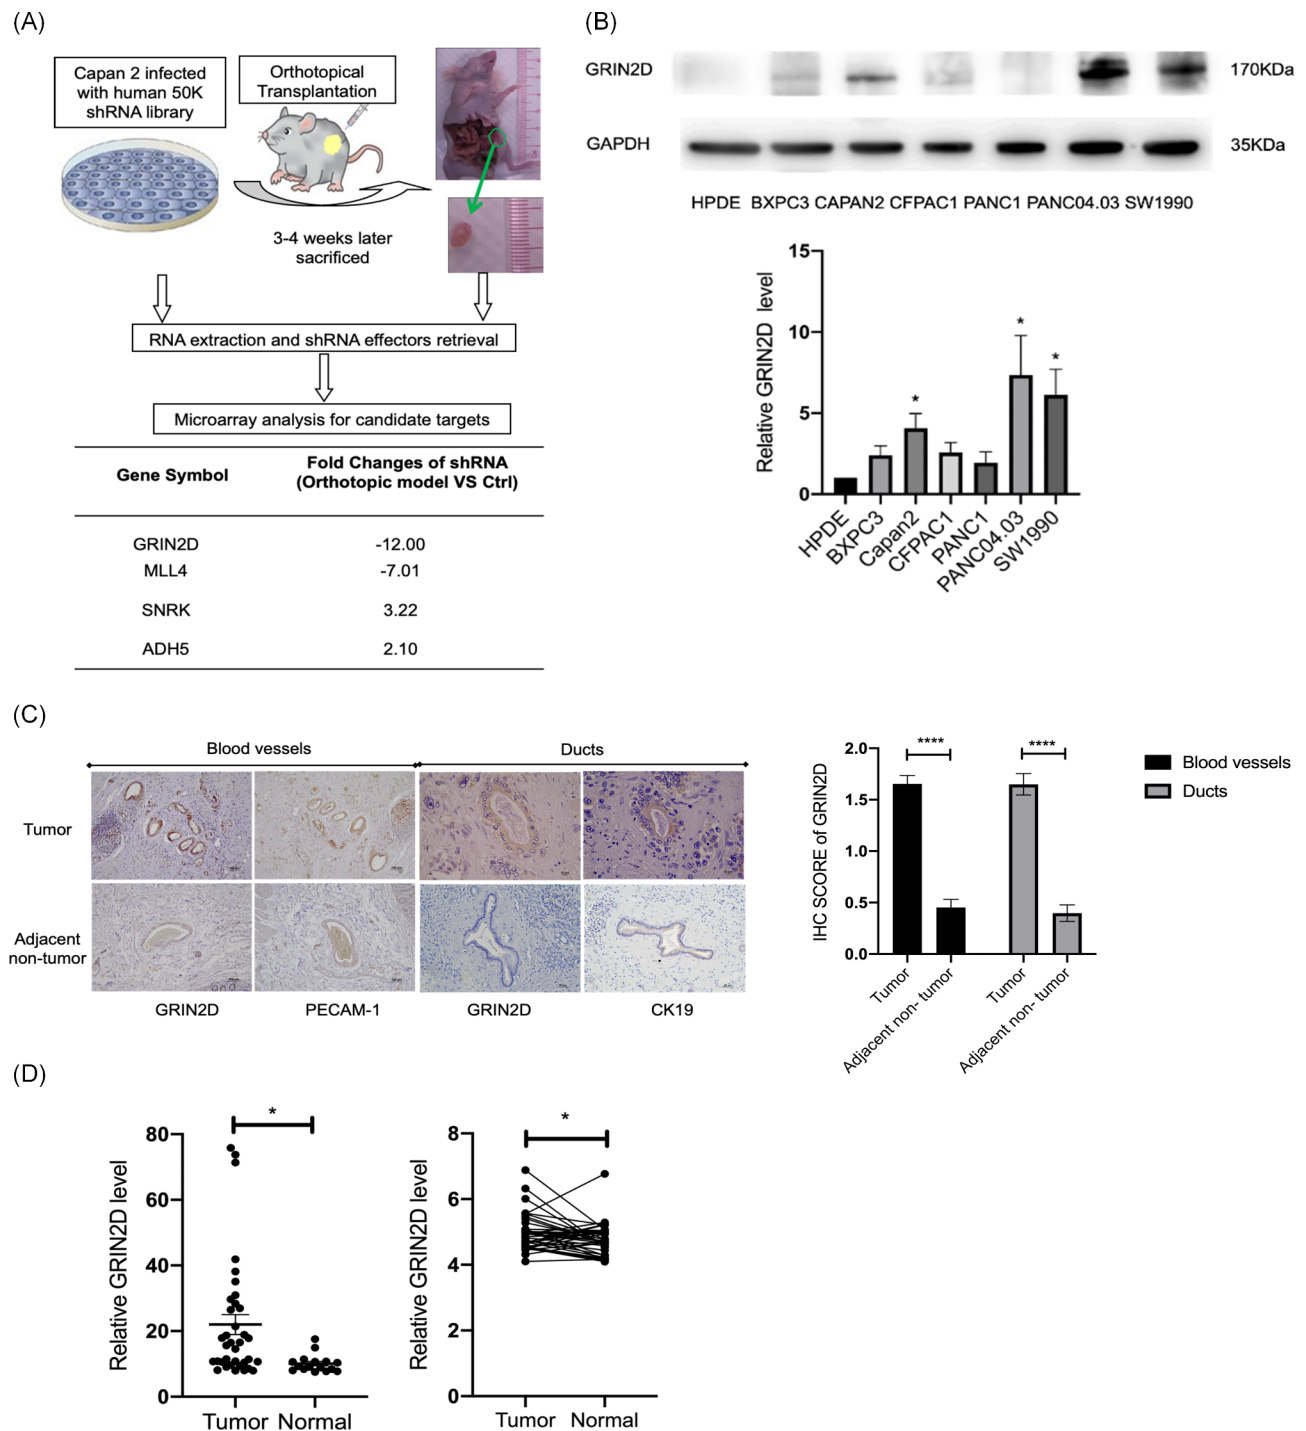 (A)
Capan 2 infected
with human 50K
shRNA library
Orthotopical
Transplantation
3-4 weeks later
sacrificed
RNA extraction and shRNA effectors retrieval
Microarray analysis for candidate targets
Gene Symbol
Fold Changes of shRNA
(Orthotopic model VS Ctrl)
GRIN2D -12.00
MLL4 -7.01
SNRK 3.22
ADH5 2.10
(B)
GRIN2D 170KDa
GAPDH 35KDa
HPDE BXPC3 CAPAN2 CFPAC1 PANC1 PANC04.03 SW1990
Relative GRIN2D level
15
10
5
0
*
*
*
HPDE
BXPC3
Capan2
CFPAC1
PANC1
PANC04.03
SW1990
(C)
Blood vessels Ducts
Tumor
Adjacent
non-tumor
GRIN2D PECAM-1 GRIN2D CK19
IHC SCORE of GRIN2D
2.0
1.5
1.0
0.5
0.0
****
****
Tumor
Adjacent non- tumor
Tumor
Adjacent non- tumor
Blood vessels
Ducts
(D)
Relative GRIN2D level
80
60
40
20
0
*
Tumor Normal
Relative GRIN2D level
8
6
4
2
0
*
Tumor Normal